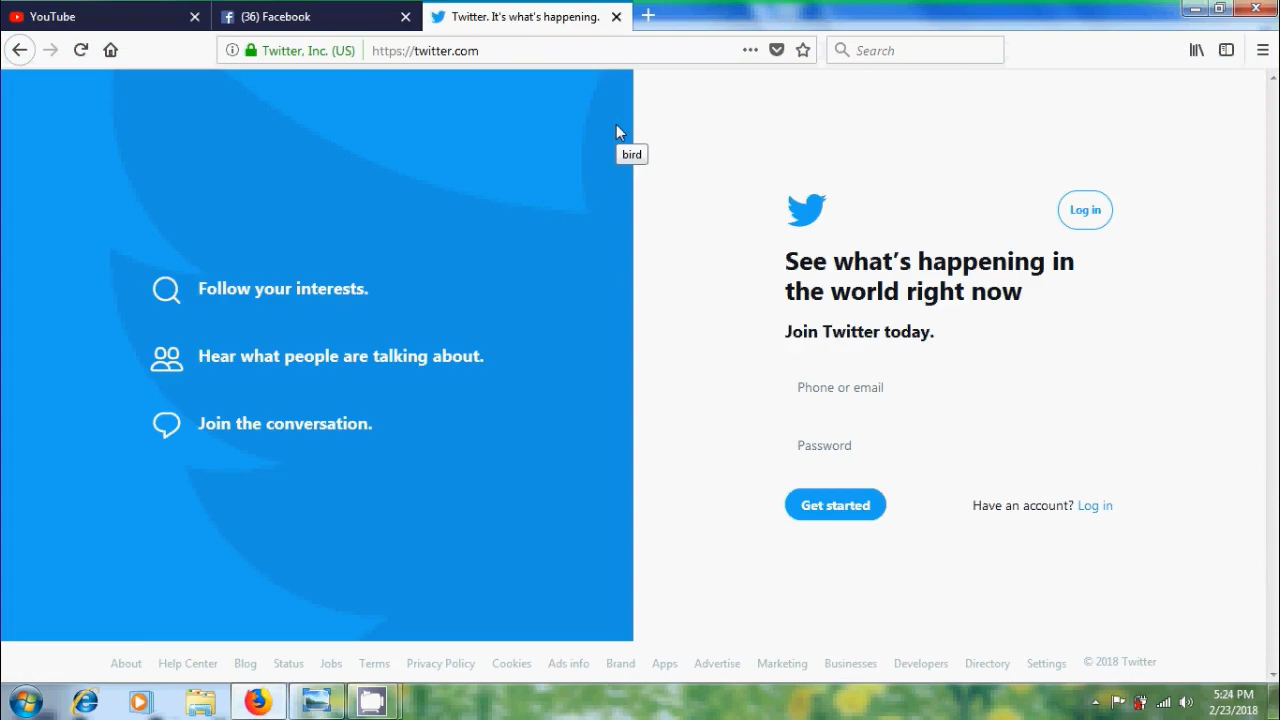 YouTube
(36) Facebook
Twitter. It's what's happening.
Twitter, Inc. (US)
https://twitter.com
Search
bird
Log in
See what's happening in
the world right now
Join Twitter today.
Follow your interests.
Hear what people are talking about.
Join the conversation.
Phone or email
Password
Get started
Have an account? Log in
About Help Center Blog Status Jobs Terms Privacy Policy Cookies Ads info Brand Apps Advertise Marketing Businesses Developers Directory Settings © 2018 Twitter
5:24 PM
2/23/2018